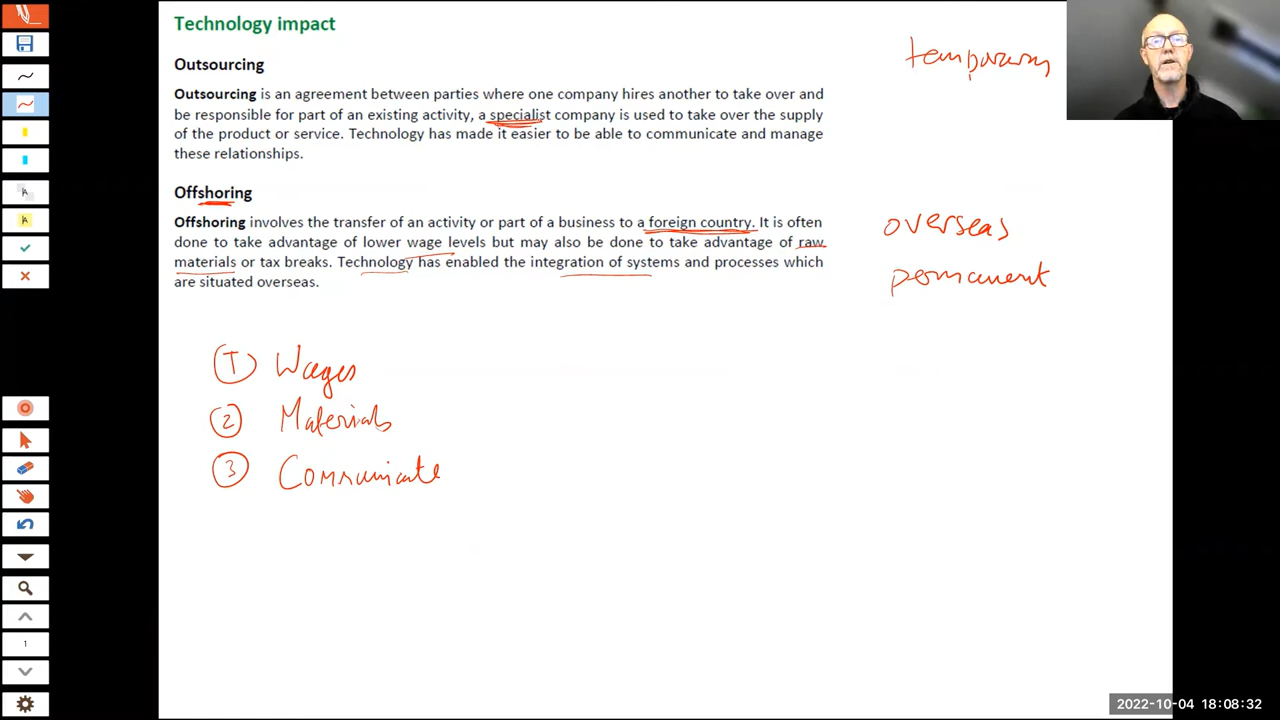 Technology impact
temporary
Outsourcing
Outsourcing is an agreement between parties where one company hires another to take over and
be responsible for part of an existing activity, a specialist company is used to take over the supply
of the product or service. Technology has made it easier to be able to communicate and manage
these relationships.
Offshoring
Offshoring involves the transfer of an activity or part of a business to a foreign country. It is often
done to take advantage of lower wage levels but may also be done to take advantage of raw
materials or tax breaks. Technology has enabled the integration of systems and processes which
are situated overseas.
overseas
permanent
1 Wages
2 Materials
3 Communicate
1
2022-10-04 18:08:32